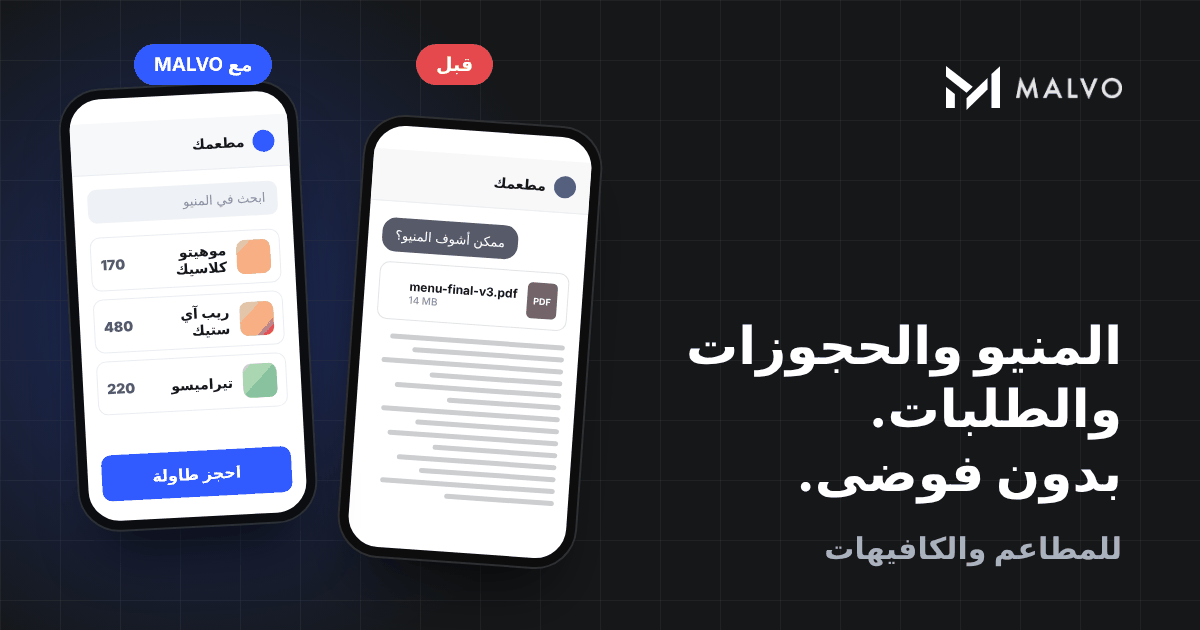 MALVO
المنيو والحجوزات
والطلبات.
بدون فوضى.
للمطاعم والكافيهات
قبل
مطعمك
ممكن أشوف المنيو؟
menu-final-v3.pdf
14 MB
PDF
مع MALVO
مطعمك
ابحث في المنيو
موهيتو
كلاسيك
170
ريب آي
ستيك
480
تيراميسو
220
احجز طاولة